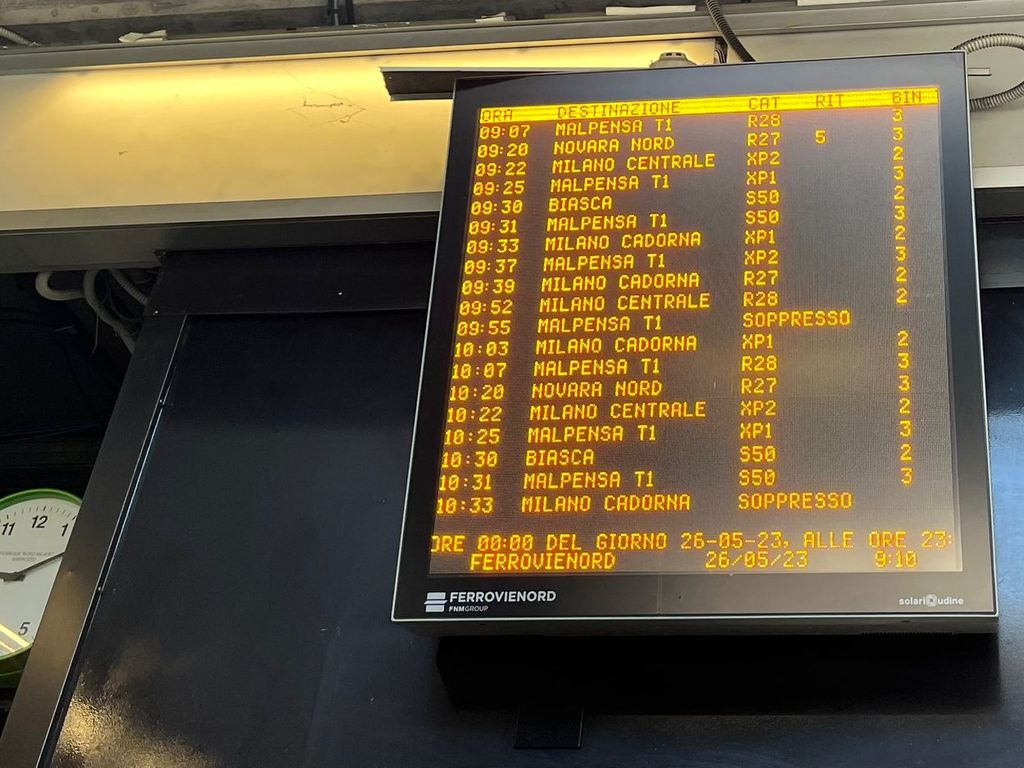 ORA DESTINAZIONE CAT RIT BIN
09:07 MALPENSA T1 R28 3
09:20 NOVARA NORD R27 5 3
09:22 MILANO CENTRALE XP2 2
09:25 MALPENSA T1 XP1 3
09:30 BIASCA S50 2
09:31 MALPENSA T1 S50 3
09:33 MILANO CADORNA XP1 2
09:37 MALPENSA T1 XP2 3
09:39 MILANO CADORNA R27 2
09:52 MILANO CENTRALE R28 2
09:55 MALPENSA T1 SOPPRESSO
10:03 MILANO CADORNA XP1 2
10:07 MALPENSA T1 R28 3
10:20 NOVARA NORD R27 3
10:22 MILANO CENTRALE XP2 2
10:25 MALPENSA T1 XP1 3
10:30 BIASCA S50 2
10:31 MALPENSA T1 S50 3
10:33 MILANO CADORNA SOPPRESSO
ORE 00:00 DEL GIORNO 26-05-23, ALLE ORE 23:
FERROVIENORD 26/05/23 9:10
FERROVIENORD
FNMGROUP
solari udine
11 12 1
5